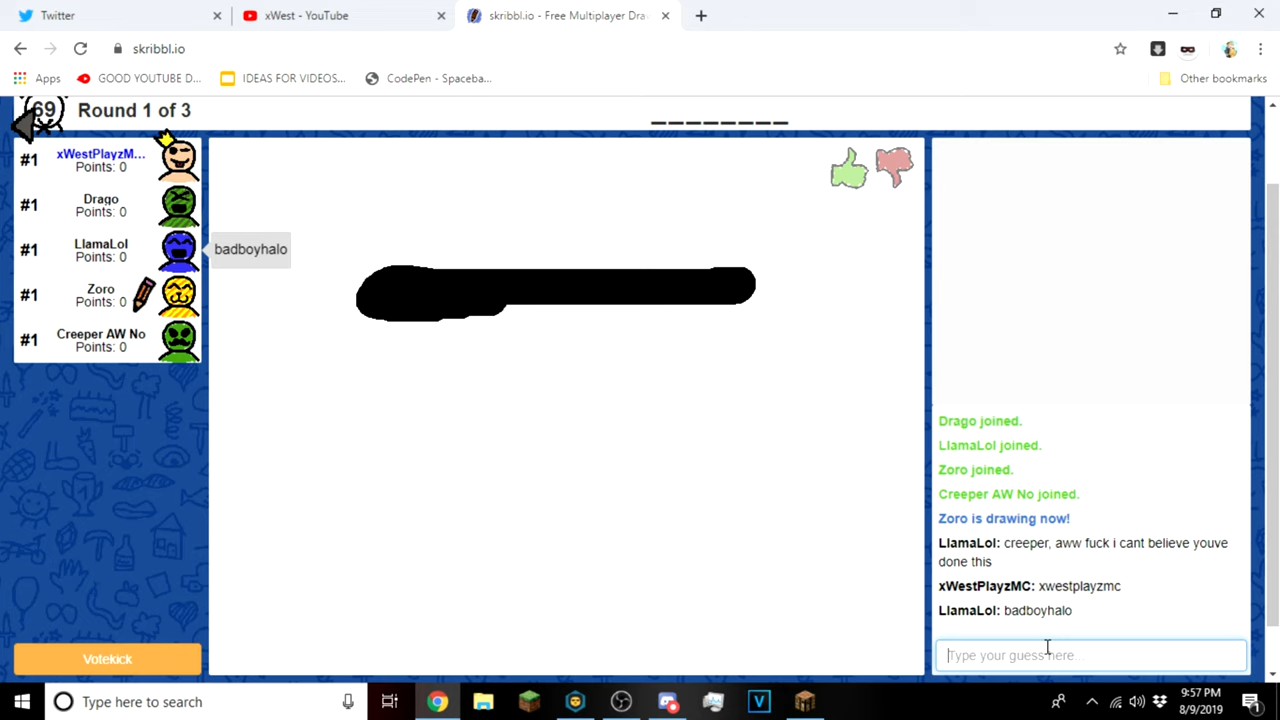 Twitter
xWest - YouTube
skribbl.io - Free Multiplayer Dra
skribbl.io
Apps
GOOD YOUTUBE D...
IDEAS FOR VIDEOS...
CodePen - Spaceba...
Other bookmarks
69
Round 1 of 3
________
#1 xWestPlayzM...
Points: 0
#1 Drago
Points: 0
#1 LlamaLol
Points: 0
badboyhalo
#1 Zoro
Points: 0
#1 Creeper AW No
Points: 0
Votekick
Drago joined.
LlamaLol joined.
Zoro joined.
Creeper AW No joined.
Zoro is drawing now!
LlamaLol: creeper, aww fuck i cant believe youve
done this
xWestPlayzMC: xwestplayzmc
LlamaLol: badboyhalo
Type your guess here...
Type here to search
9:57 PM
8/9/2019